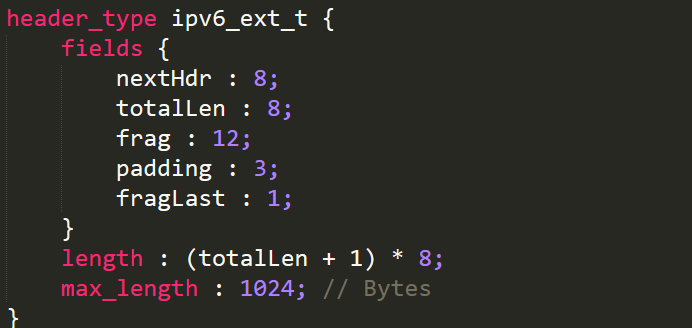 header_type ipv6_ext_t {
    fields {
        nextHdr : 8;
        totalLen : 8;
        frag : 12;
        padding : 3;
        fragLast : 1;
    }
    length : (totalLen + 1) * 8;
    max_length : 1024; // Bytes
}